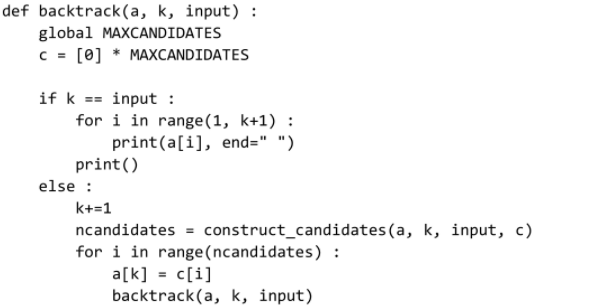 def backtrack(a, k, input) :
    global MAXCANDIDATES
    c = [0] * MAXCANDIDATES

    if k == input :
        for i in range(1, k+1) :
            print(a[i], end=" ")
        print()
    else :
        k+=1
        ncandidates = construct_candidates(a, k, input, c)
        for i in range(ncandidates) :
            a[k] = c[i]
            backtrack(a, k, input)